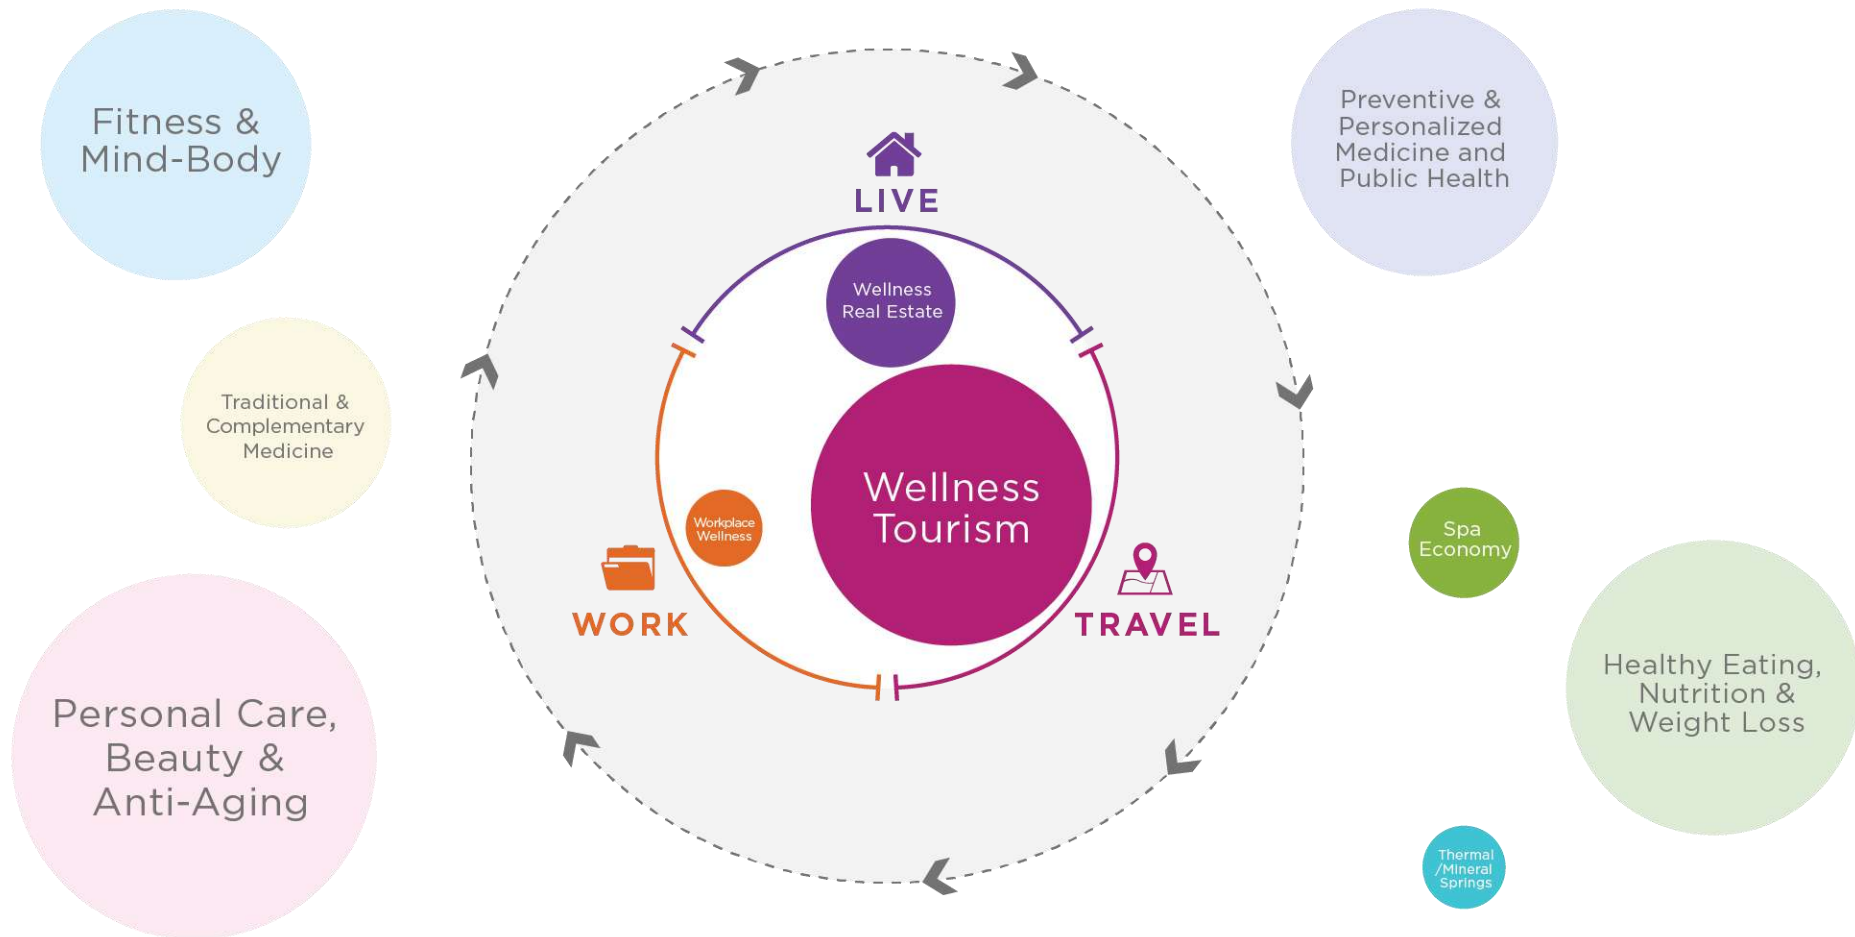 Fitness &
Mind-Body
Preventive &
Personalized
Medicine and
Public Health
LIVE
Wellness
Real Estate
Traditional &
Complementary
Medicine
Wellness
Tourism
Workplace
Wellness
WORK
TRAVEL
Spa
Economy
Personal Care,
Beauty &
Anti-Aging
Healthy Eating,
Nutrition &
Weight Loss
Thermal
/Mineral
Springs